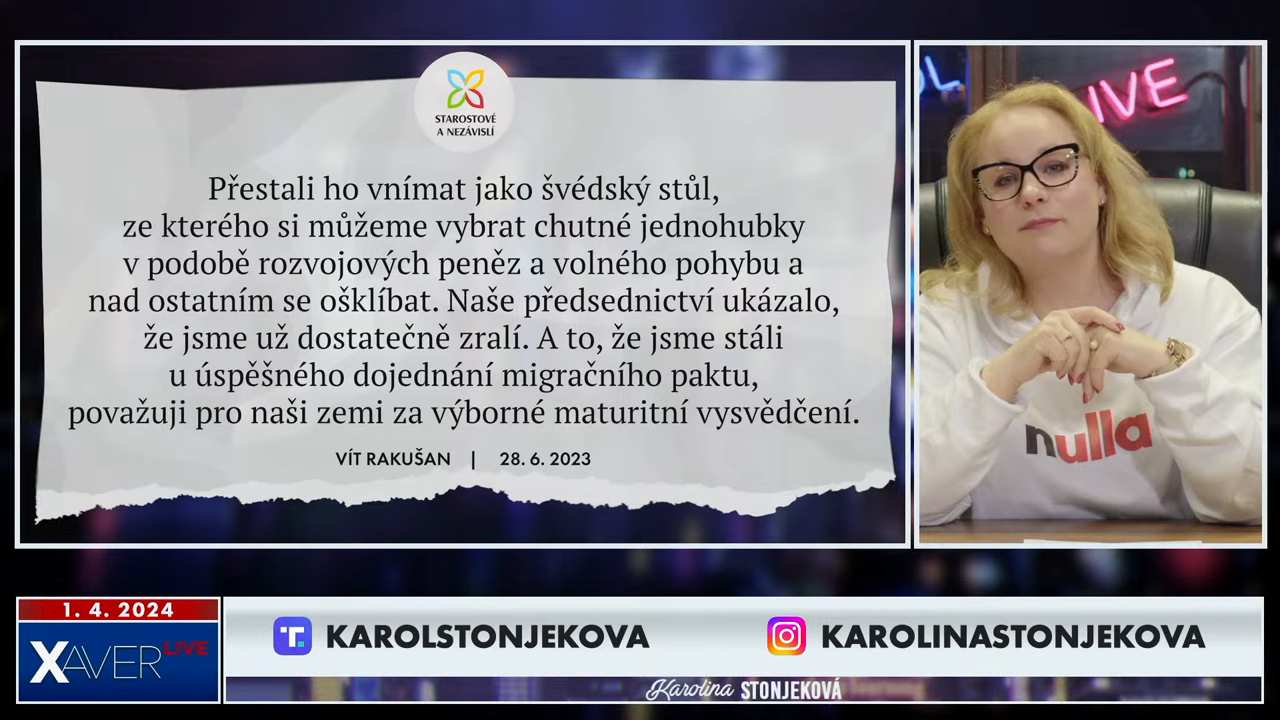 STAROSTOVÉ
A NEZÁVISLÍ
Přestali ho vnímat jako švédský stůl,
ze kterého si můžeme vybrat chutné jednohubky
v podobě rozvojových peněz a volného pohybu a
nad ostatním se ošklíbat. Naše předsednictví ukázalo,
že jsme už dostatečně zralí. A to, že jsme stáli
u úspěšného dojednání migračního paktu,
považuji pro naši zemi za výborné maturitní vysvědčení.
VÍT RAKUŠAN | 28. 6. 2023
OL
IVE
nulla
1. 4. 2024
XAVER LIVE
T.
KAROLSTONJEKOVA
KAROLINASTONJEKOVA
Karolina STONJEKOVÁ